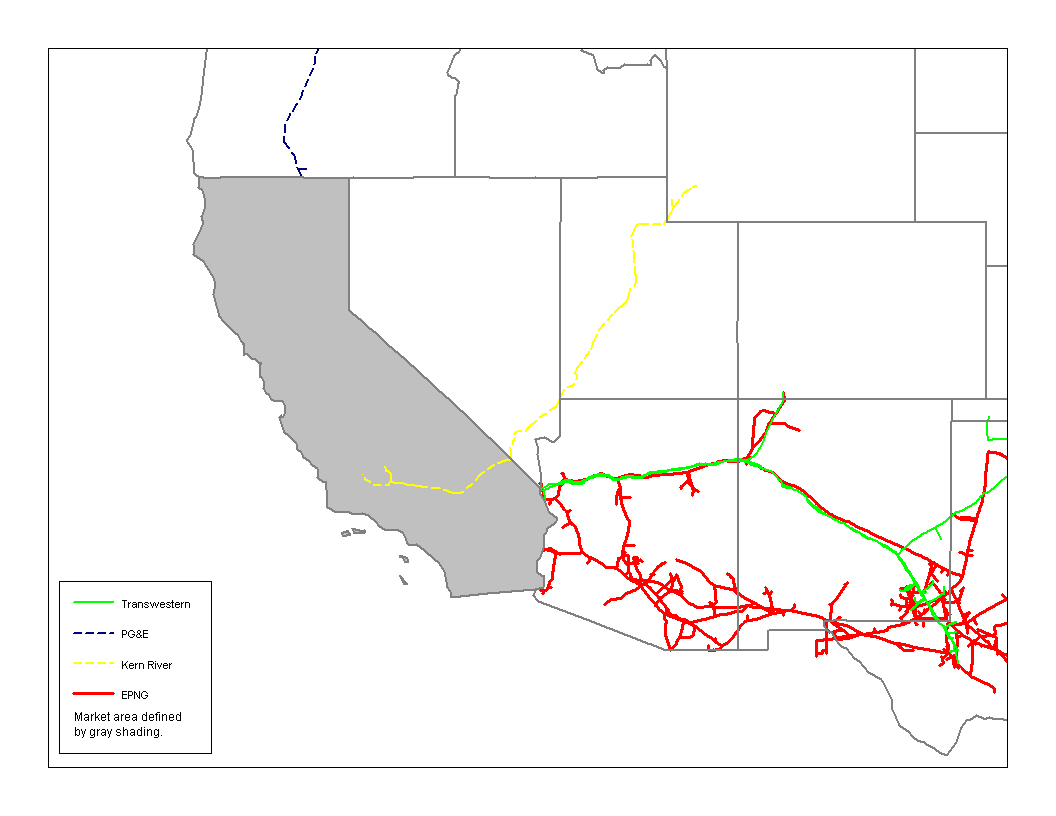 Transwestern
PG&E
Kern River
EPNG
Market area defined
by gray shading.